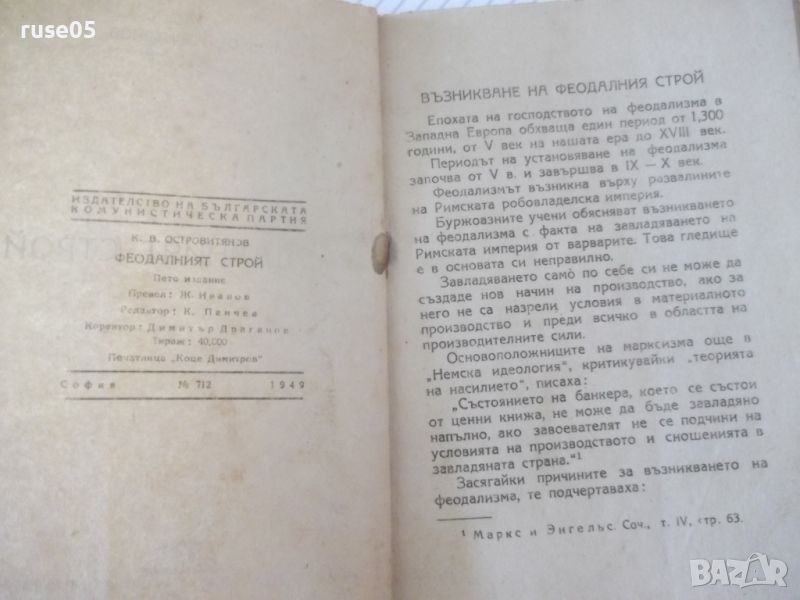 ruse05
ИЗДАТЕЛСТВО НА БЪЛГАРСКАТА
КОМУНИСТИЧЕСКА ПАРТИЯ
К. В. ОСТРОВИТЯНОВ
ФЕОДАЛНИЯТ СТРОЙ
Пето издание
Превел: Ж. Иванов
Редактор: К. Панчев
Коректор: Димитър Драганов
Тираж: 40,000
Печатница „Коце Димитров“
София № 712 1949
СТРОЙ
ВЪЗНИКВАНЕ НА ФЕОДАЛНИЯ СТРОЙ
Епохата на господството на феодализма в
Западна Европа обхваща един период от 1,300
години, от V век на нашата ера до XVIII век.
Периодът на установяване на феодализма
започва от V в. и завършва в IX — X век.
Феодализмът възникна върху развалините
на Римската робовладелска империя.
Буржоазните учени обясняват възникването
на феодализма с факта на завладяването на
Римската империя от варварите. Това гледище
е в основата си неправилно.
Завладяването само̀ по себе си не може да
създаде нов начин на производство, ако за
него не са назрели условия в материалното
производство и преди всичко в областта на
производителните сили.
Основоположниците на марксизма още в
„Немска идеология“, критикувайки „теорията
на насилието“, писаха:
„Състоянието на банкера, което се състои
от ценни книжа, не може да бъде завладяно
напълно, ако завоевателят не се подчини на
условията на производството и сношенията в
завладяната страна.“¹
Засягайки причините за възникването на
феодализма, те подчертаваха:
¹ Маркс и Энгельс. Соч., т. IV, стр. 63.
BAZAR